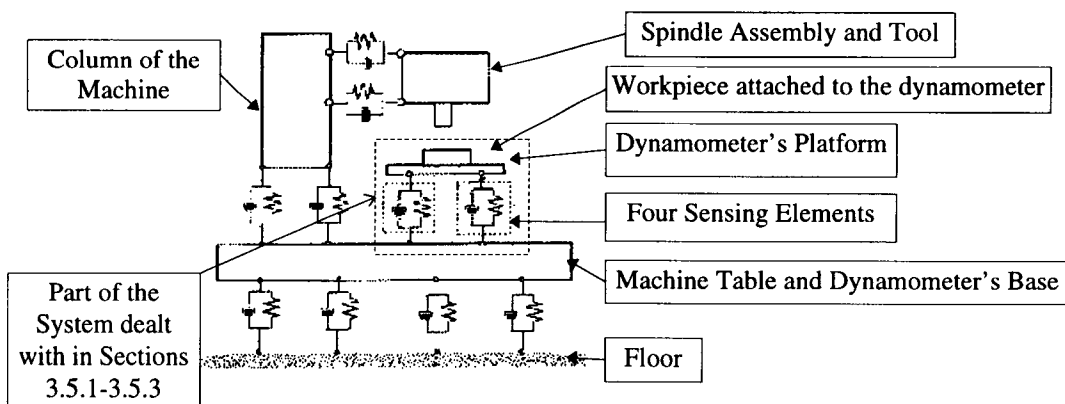 Column of the
Machine
Spindle Assembly and Tool
Workpiece attached to the dynamometer
Dynamometer's Platform
Four Sensing Elements
Machine Table and Dynamometer's Base
Part of the
System dealt
with in Sections
3.5.1-3.5.3
Floor